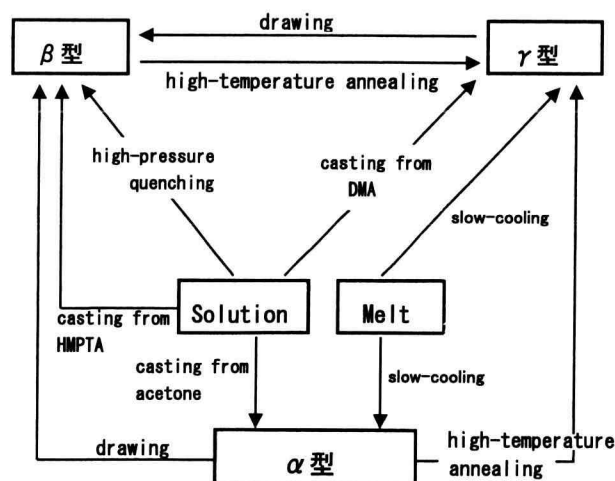 drawing
β型
γ型
high-temperature annealing
high-pressure
quenching
casting from
DMA
slow-cooling
Solution
Melt
casting from
HMPTA
casting from
acetone
slow-cooling
drawing
α型
high-temperature
annealing